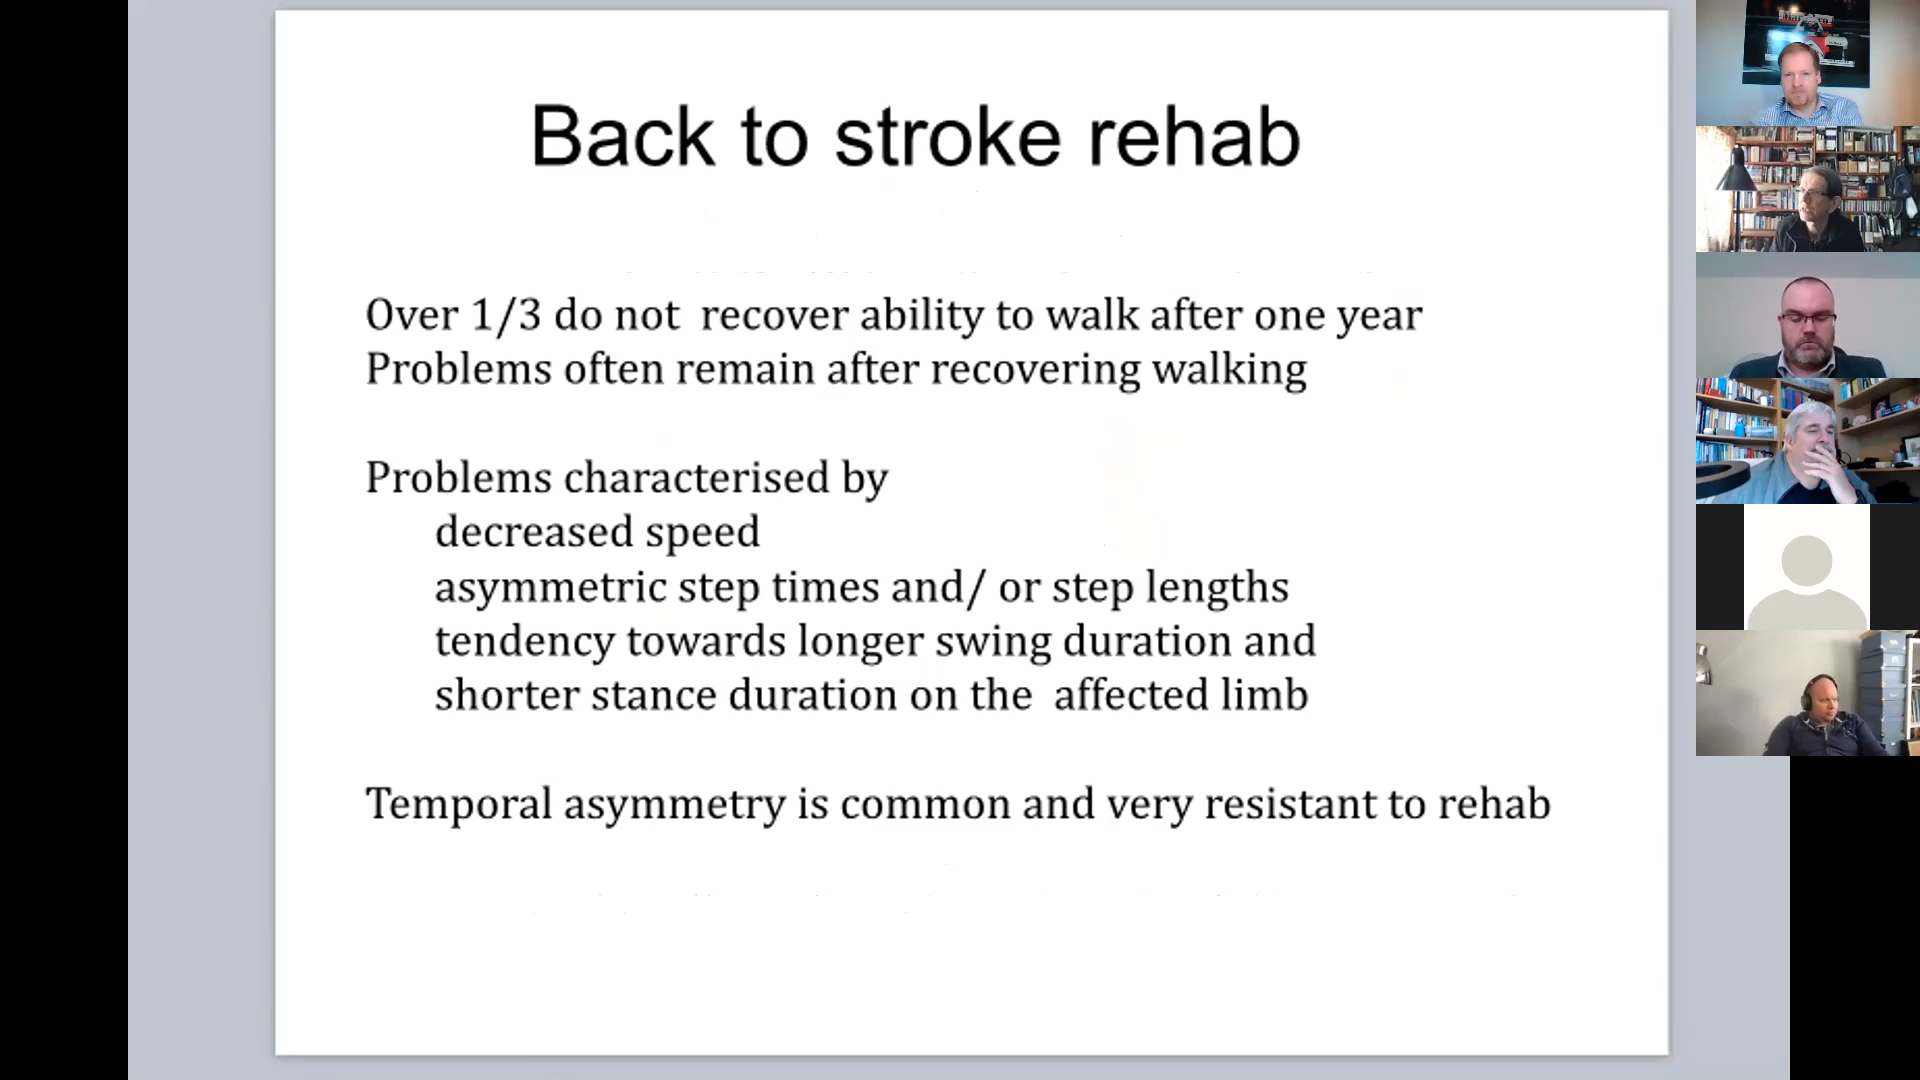 Back to stroke rehab
Over 1/3 do not recover ability to walk after one year
Problems often remain after recovering walking
Problems characterised by
decreased speed
asymmetric step times and/ or step lengths
tendency towards longer swing duration and
shorter stance duration on the affected limb
Temporal asymmetry is common and very resistant to rehab